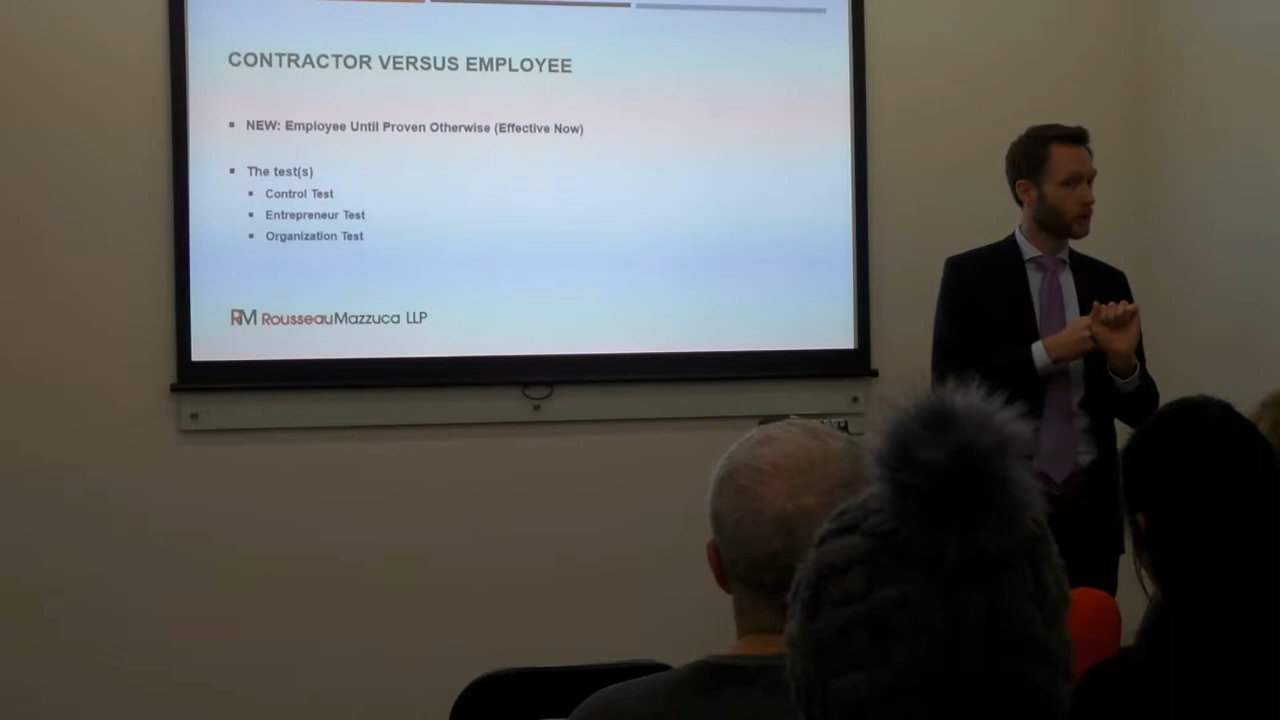 CONTRACTOR VERSUS EMPLOYEE
▪ NEW: Employee Until Proven Otherwise (Effective Now)
▪ The test(s)
▪ Control Test
▪ Entrepreneur Test
▪ Organization Test
RM RousseauMazzuca LLP